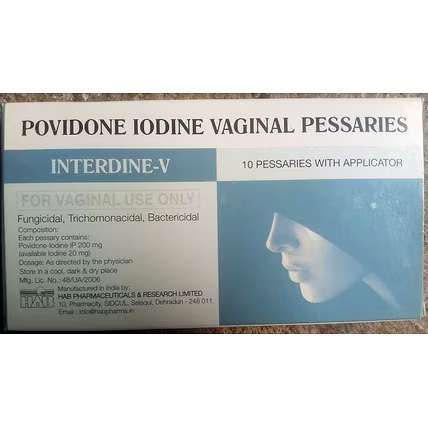 POVIDONE IODINE VAGINAL PESSARIES
INTERDINE-V
10 PESSARIES WITH APPLICATOR
FOR VAGINAL USE ONLY
Fungicidal, Trichomonacidal, Bactericidal
Composition:
Each pessary contains:
Povidone-Iodine IP 200 mg
(available Iodine 20 mg)
Dosage: As directed by the physician
Store in a cool, dark & dry place
Mfg. Lic. No.: 48/UA/2006
Manufactured in India by:
HAB PHARMACEUTICALS & RESEARCH LIMITED
10, Pharmacity, SIDCUL, Selaqui, Dehradun - 248 011.
Email : info@habpharma.in
HAB